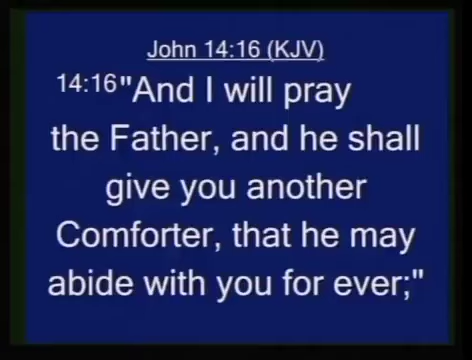 John 14:16 (KJV)
14:16"And I will pray
the Father, and he shall
give you another
Comforter, that he may
abide with you for ever;"